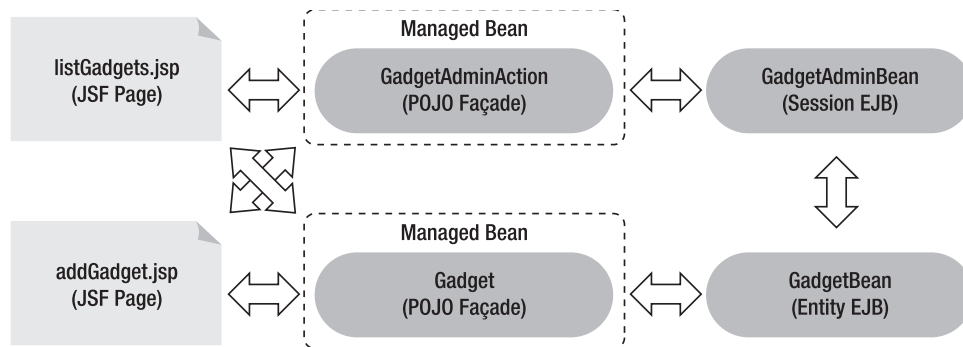 listGadgets.jsp
(JSF Page)
Managed Bean
GadgetAdminAction
(POJO Façade)
GadgetAdminBean
(Session EJB)
addGadget.jsp
(JSF Page)
Managed Bean
Gadget
(POJO Façade)
GadgetBean
(Entity EJB)